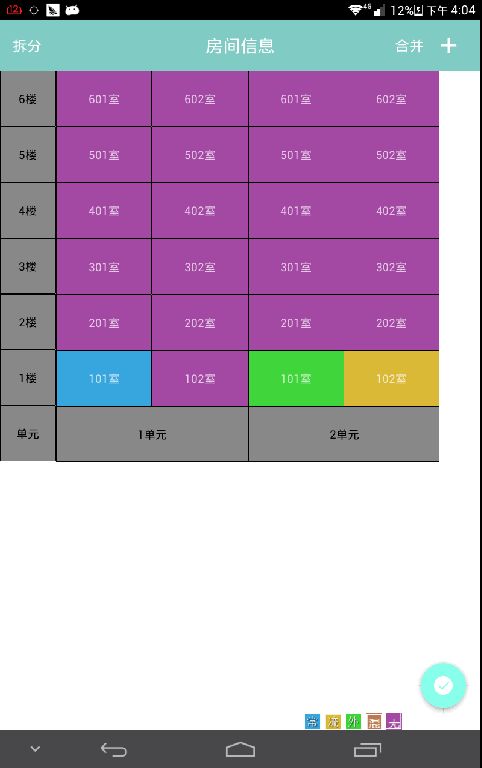 12 4G 12% 下午 4:04
拆分 房间信息 合并
6楼 601室 602室 601室 602室
5楼 501室 502室 501室 502室
4楼 401室 402室 401室 402室
3楼 301室 302室 301室 302室
2楼 201室 202室 201室 202室
1楼 101室 102室 101室 102室
单元 1单元 2单元
常 流 外